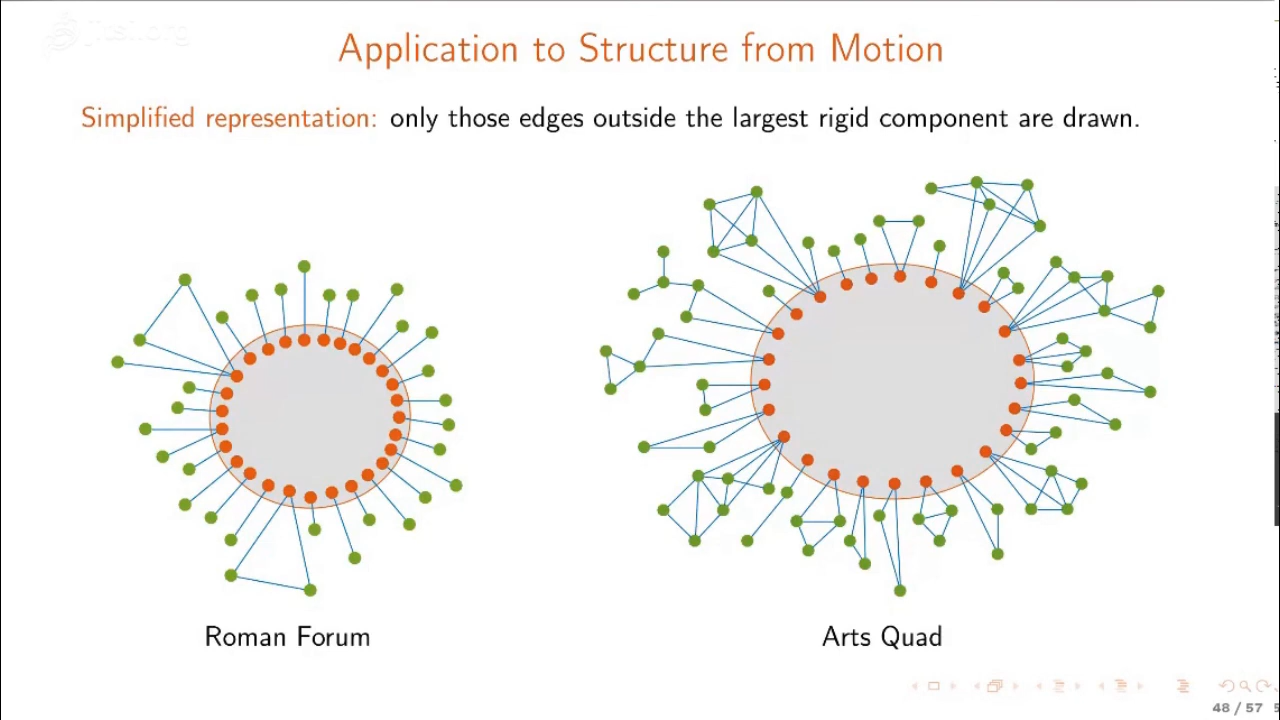 Application to Structure from Motion
Simplified representation: only those edges outside the largest rigid component are drawn.
Roman Forum
Arts Quad
48 / 57